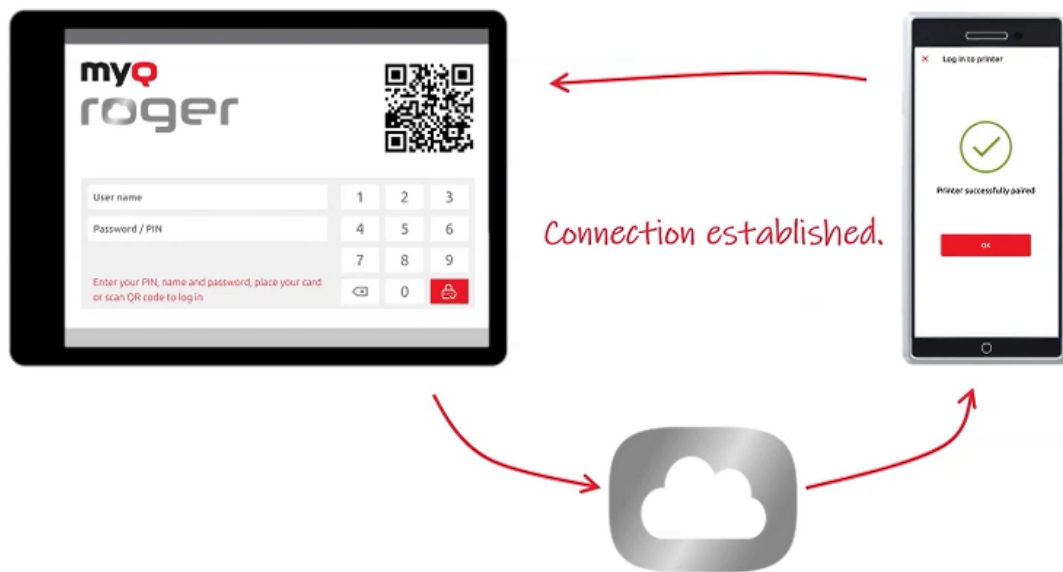 myQ
roger
User name
Password / PIN
Enter your PIN, name and password, place your card
or scan QR code to log in
1 2 3
4 5 6
7 8 9
0
Connection established.
× Log in to printer
Printer successfully paired
OK